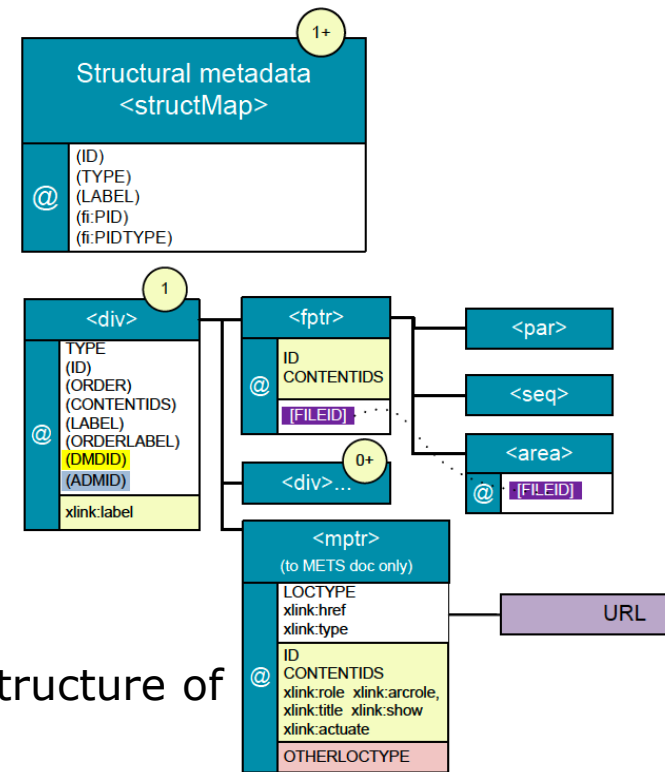 1+
Structural metadata
<structMap>
@
(ID)
(TYPE)
(LABEL)
(fi:PID)
(fi:PIDTYPE)
1
<div>
@
TYPE
(ID)
(ORDER)
(CONTENTIDS)
(LABEL)
(ORDERLABEL)
(DMDID)
(ADMID)
xlink:label
<fptr>
@
ID
CONTENTIDS
[FILEID]
<par>
<seq>
<area>
@
[FILEID]
0+
<div>...
<mptr>
(to METS doc only)
@
LOCTYPE
xlink:href
xlink:type
ID
CONTENTIDS
xlink:role xlink:arcrole,
xlink:title xlink:show
xlink:actuate
OTHERLOCTYPE
URL
tructure of